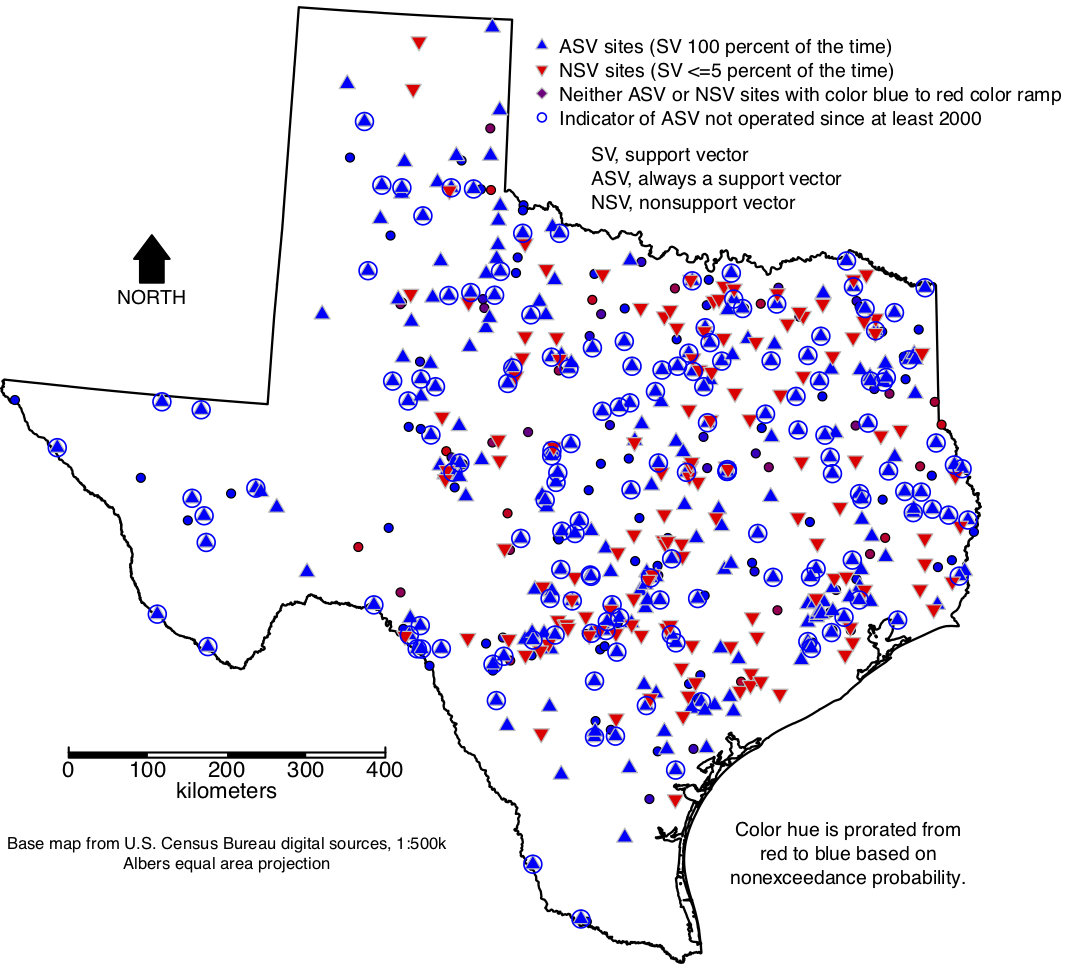 ASV sites (SV 100 percent of the time)
NSV sites (SV <=5 percent of the time)
Neither ASV or NSV sites with color blue to red color ramp
Indicator of ASV not operated since at least 2000
SV, support vector
ASV, always a support vector
NSV, nonsupport vector
NORTH
0 100 200 300 400
kilometers
Base map from U.S. Census Bureau digital sources, 1:500k
Albers equal area projection
Color hue is prorated from
red to blue based on
nonexceedance probability.